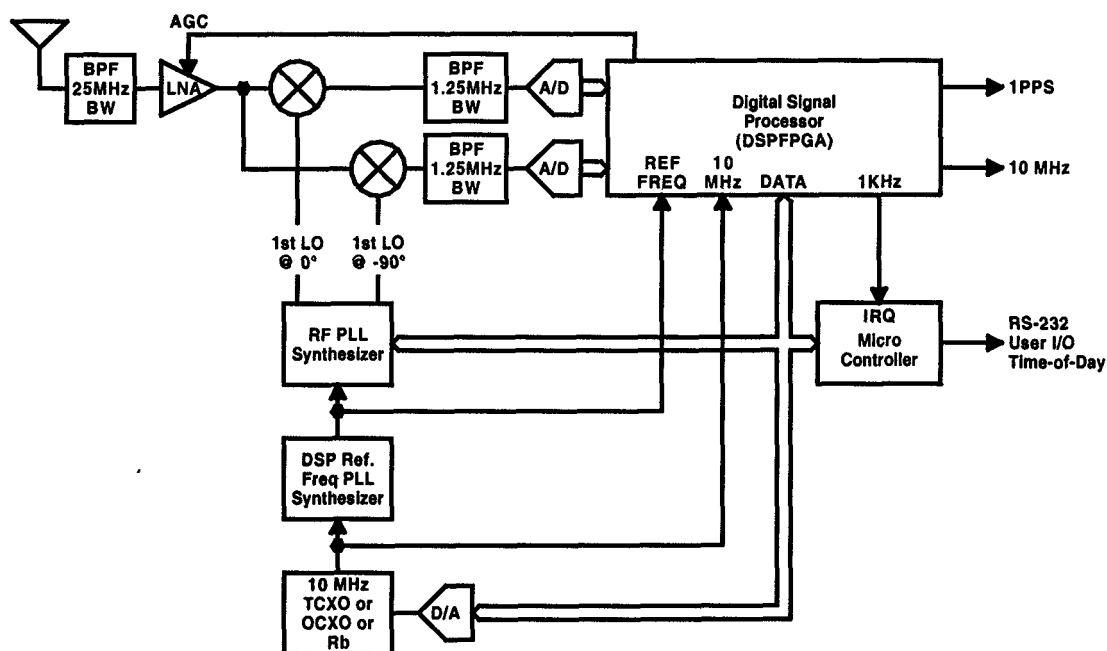 AGC
BPF
25MHz
BW
LNA
BPF
1.25MHz
BW
A/D
BPF
1.25MHz
BW
A/D
Digital Signal
Processor
(DSPFPGA)
REF
FREQ
10
MHz
DATA
1KHz
1PPS
10 MHz
1st LO
@ 0°
1st LO
@ -90°
RF PLL
Synthesizer
IRQ
Micro
Controller
RS-232
User I/O
Time-of-Day
DSP Ref.
Freq PLL
Synthesizer
10 MHz
TCXO or
OCXO or
Rb
D/A